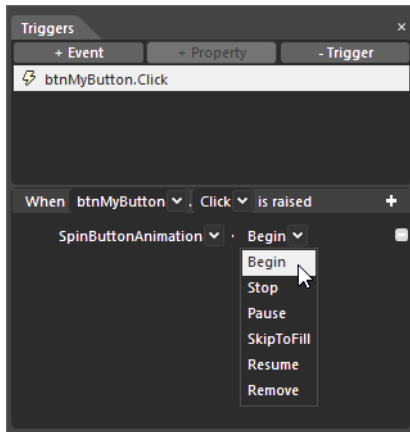 Triggers ×
+ Event + Property - Trigger
btnMyButton.Click
When btnMyButton . Click is raised +
SpinButtonAnimation · Begin
Begin
Stop
Pause
SkipToFill
Resume
Remove